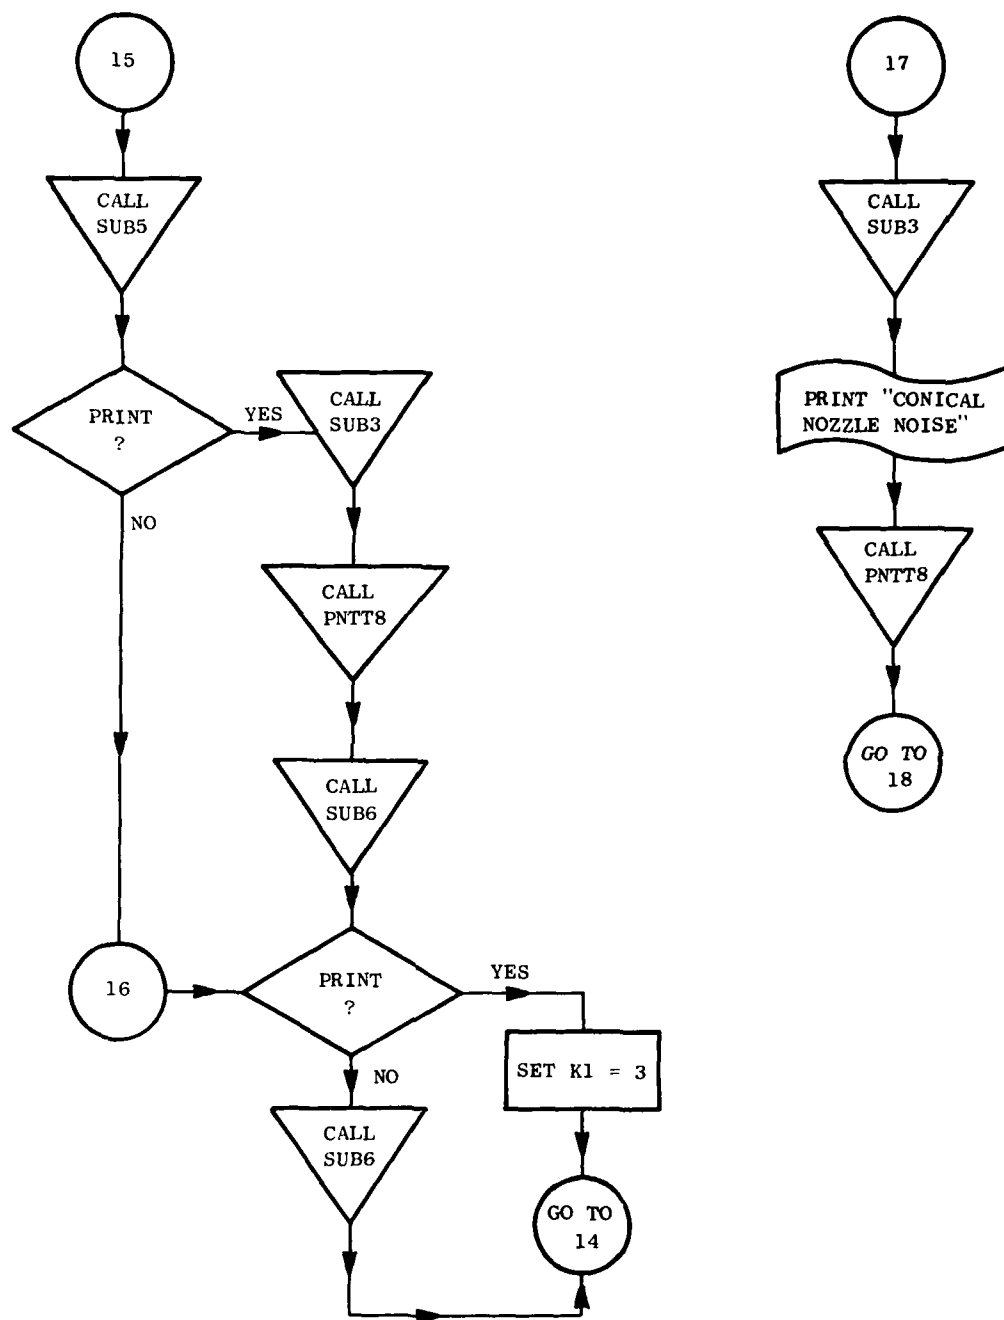 15
CALL
SUB5
PRINT
?
YES
NO
CALL
SUB3
CALL
PNTT8
CALL
SUB6
16
PRINT
?
YES
NO
SET K1 = 3
CALL
SUB6
GO TO
14
17
CALL
SUB3
PRINT "CONICAL
NOZZLE NOISE"
CALL
PNTT8
GO TO
18